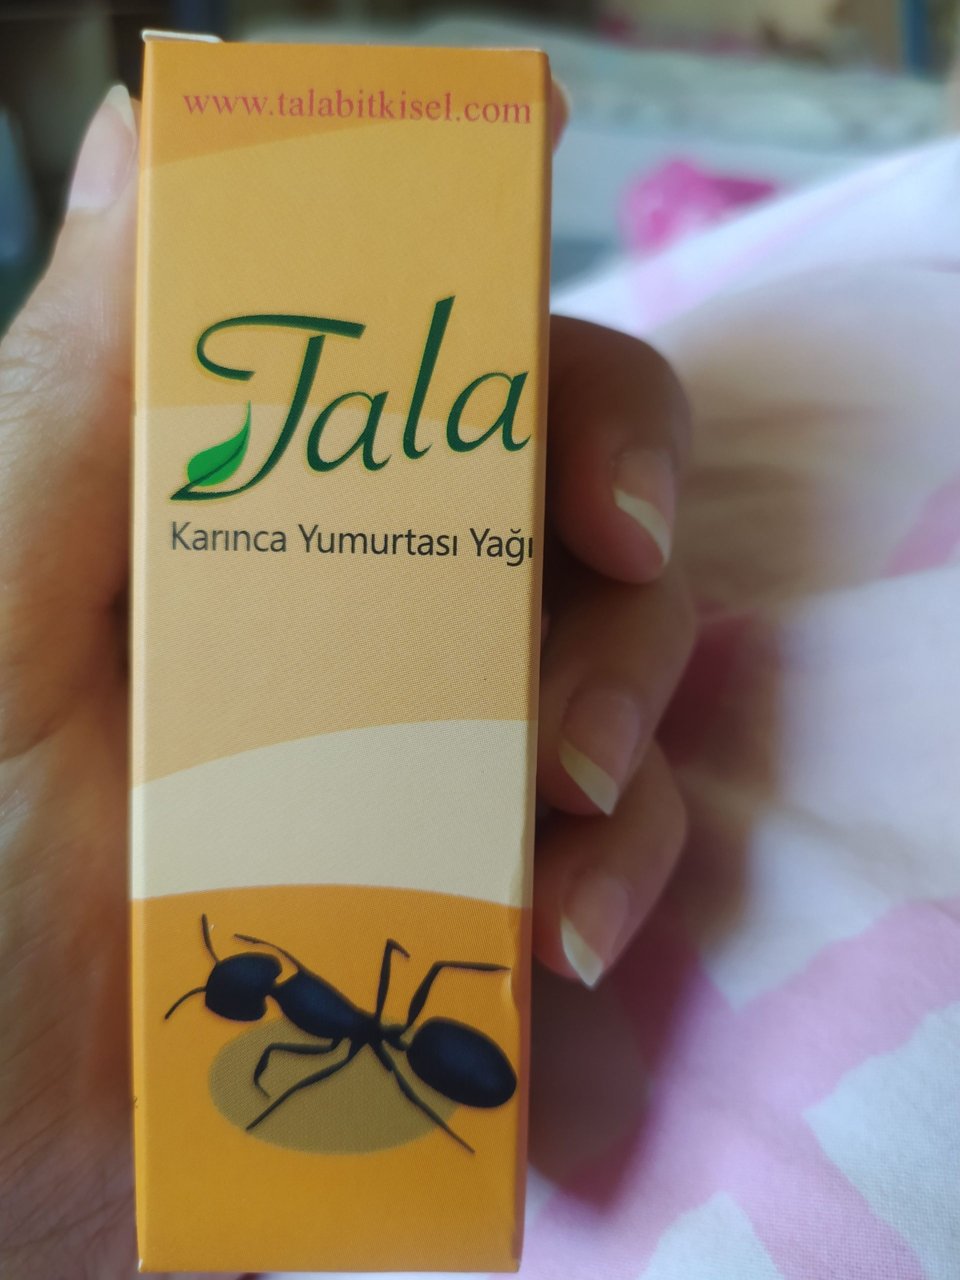 www.talabitkisel.com
Tala
Karınca Yumurtası Yağı